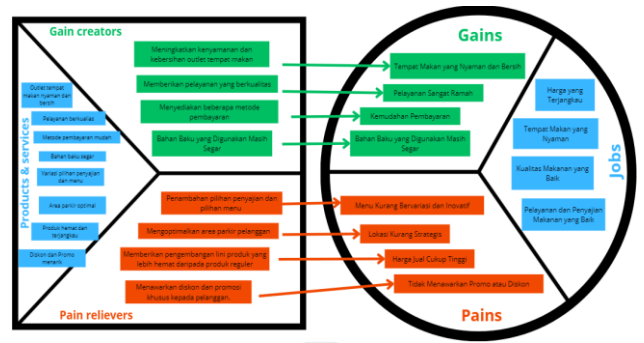 Gain creators
Meningkatkan kenyamanan dan
kebersihan outlet tempat makan
Memberikan pelayanan yang berkualitas
Menyediakan beberapa metode
pembayaran
Bahan Baku yang Digunakan Masih
Segar
Products & services
Outlet tempat
makan nyaman dan
bersih
Pelayanan berkualias
Metode pembayaran mudah
Bahan baku segar
Variasi pilihan penyajian
dan menu
Area parkir optimal
Produk hemat dan
terjangkau
Diskon dan Promo
menarik
Penambahan pilihan penyajian dan
pilihan menu
Mengoptimalkan area parkir pelanggan
Memberikan pengembangan lini produk yang
lebih hemat daripada produk reguler
Menawarkan diskon dan promosi
khusus kepada pelanggan.
Pain relievers
Gains
Tempat Makan yang Nyaman dan Bersih
Pelayanan Sangat Ramah
Kemudahan Pembayaran
Bahan Baku yang Digunakan Masih
Segar
Menu Kurang Bervariasi dan Inovatif
Lokasi Kurang Strategis
Harga Jual Cukup Tinggi
Tidak Menawarkan Promo atau Diskon
Pains
Jobs
Harga yang
Terjangkau
Tempat Makan yang
Nyaman
Kualitas Makanan yang
Baik
Pelayanan dan Penyajian
Makanan yang Baik